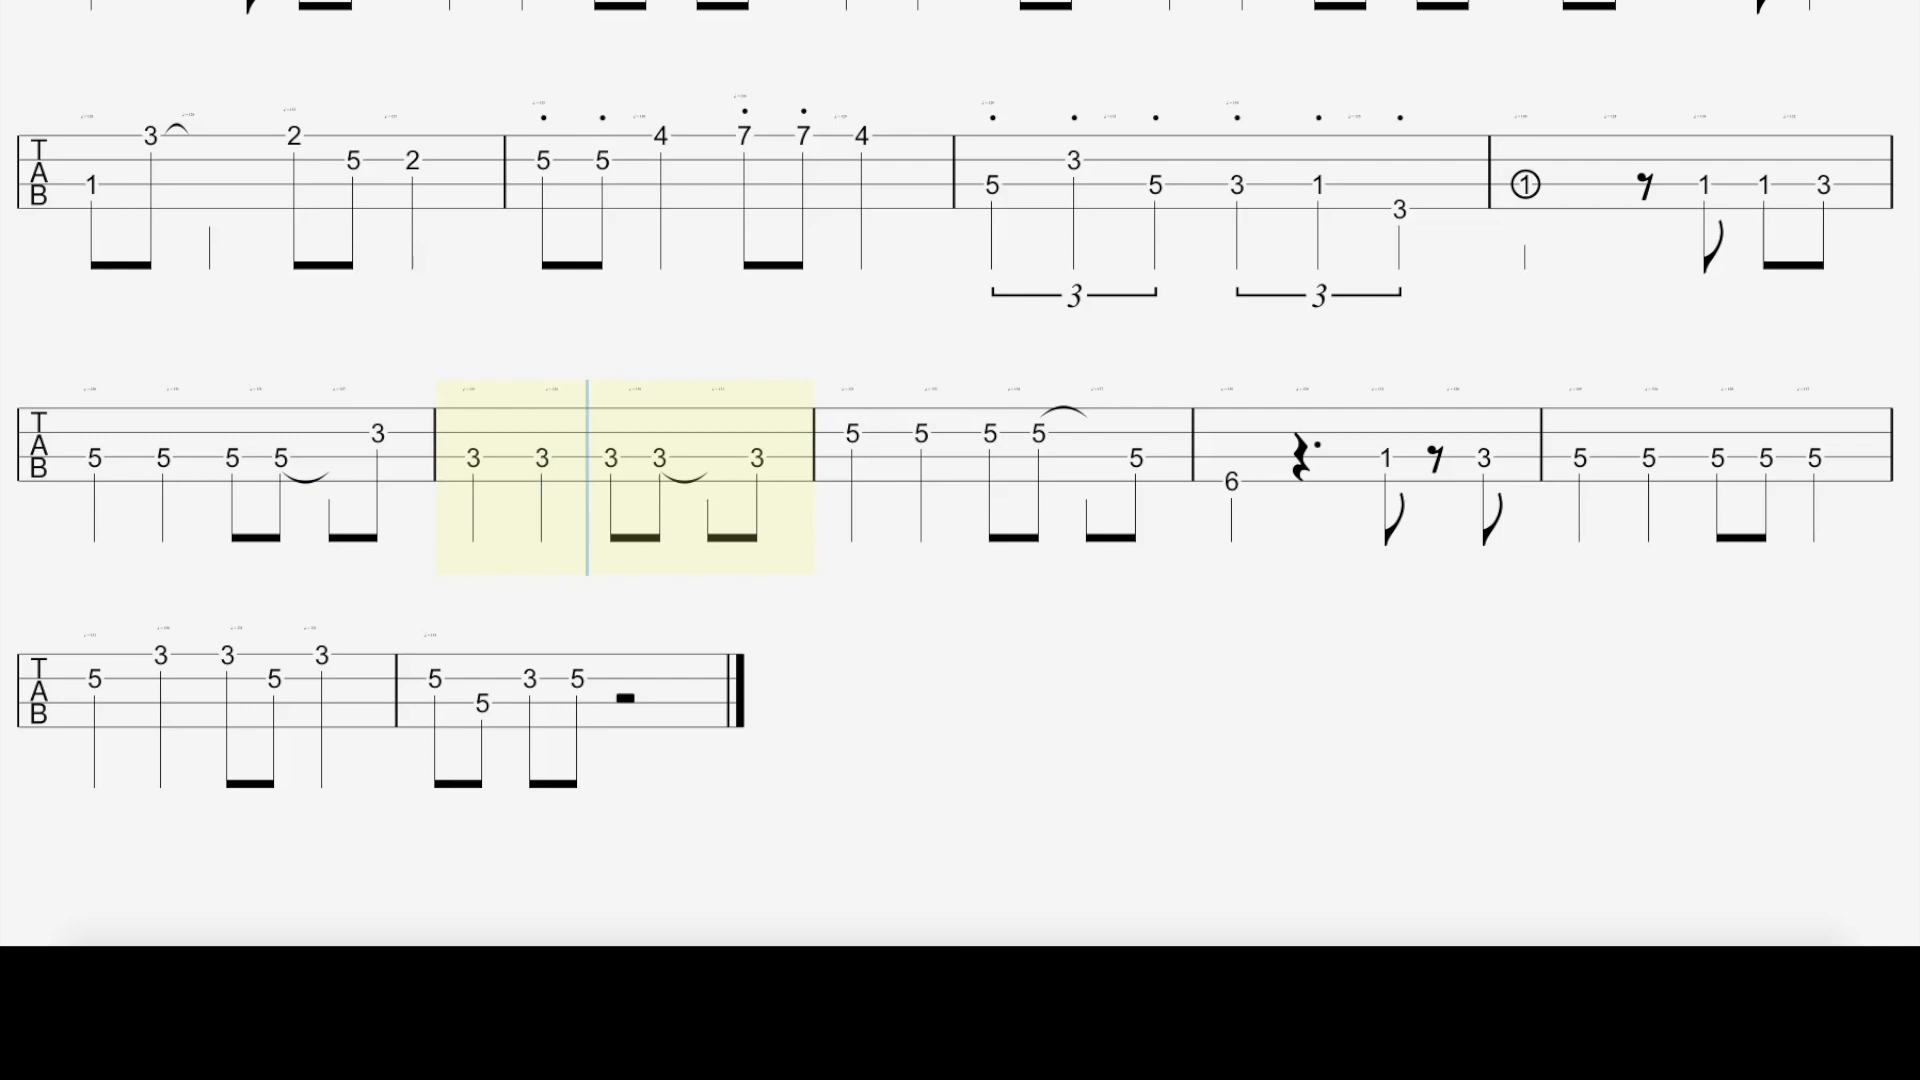 3 2 4 7 7 4
T 5 2 5 5 3
A 1 5 5 3 1 1 1 1 3
B 3
3 3
T 3 5 5 5 5
A 5 5 5 5 3 3 3 3 3 5 1 3 5 5 5 5 5
B 6
3 3 3
T 5 5 5 3 5
A 5
B